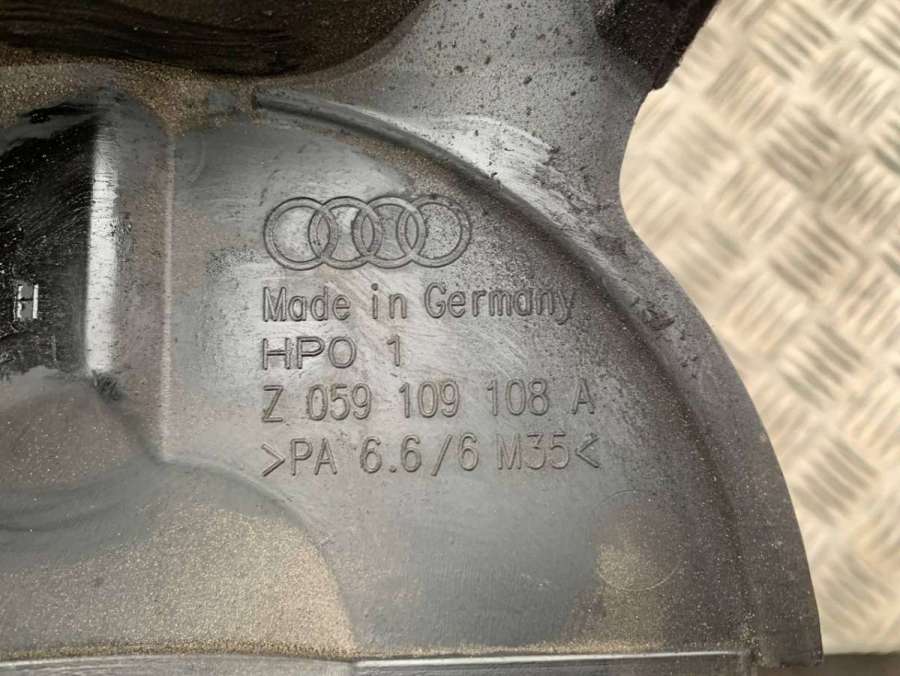 Made in Germany
HPO 1
Z 059 109 108 A
>PA 6.6/6 M35<